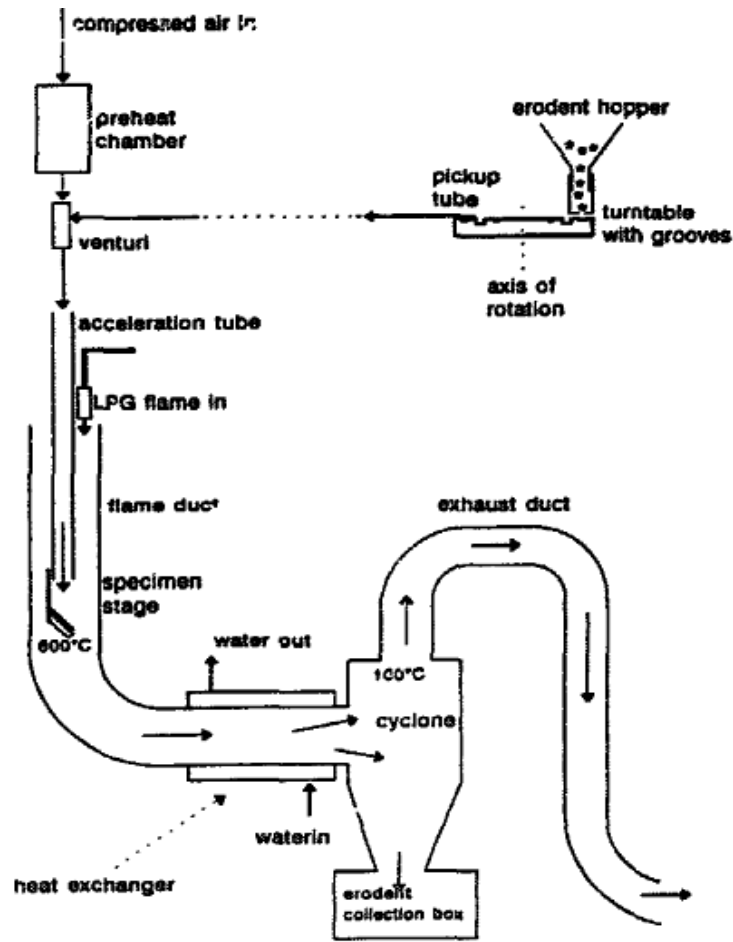 compressed air in
preheat
chamber
erodent hopper
pickup
tube
turntable
with grooves
venturi
axis of
rotation
acceleration tube
LPG flame in
flame duct
exhaust duct
specimen
stage
600°C
water out
100°C
cyclone
waterin
heat exchanger
erodent
collection box